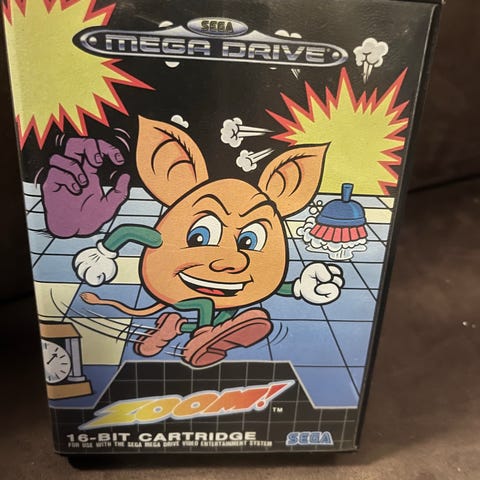 SEGA
MEGA DRIVE
ZOOM! ™
16-BIT CARTRIDGE
FOR USE WITH THE SEGA MEGA DRIVE VIDEO ENTERTAINMENT SYSTEM
SEGA